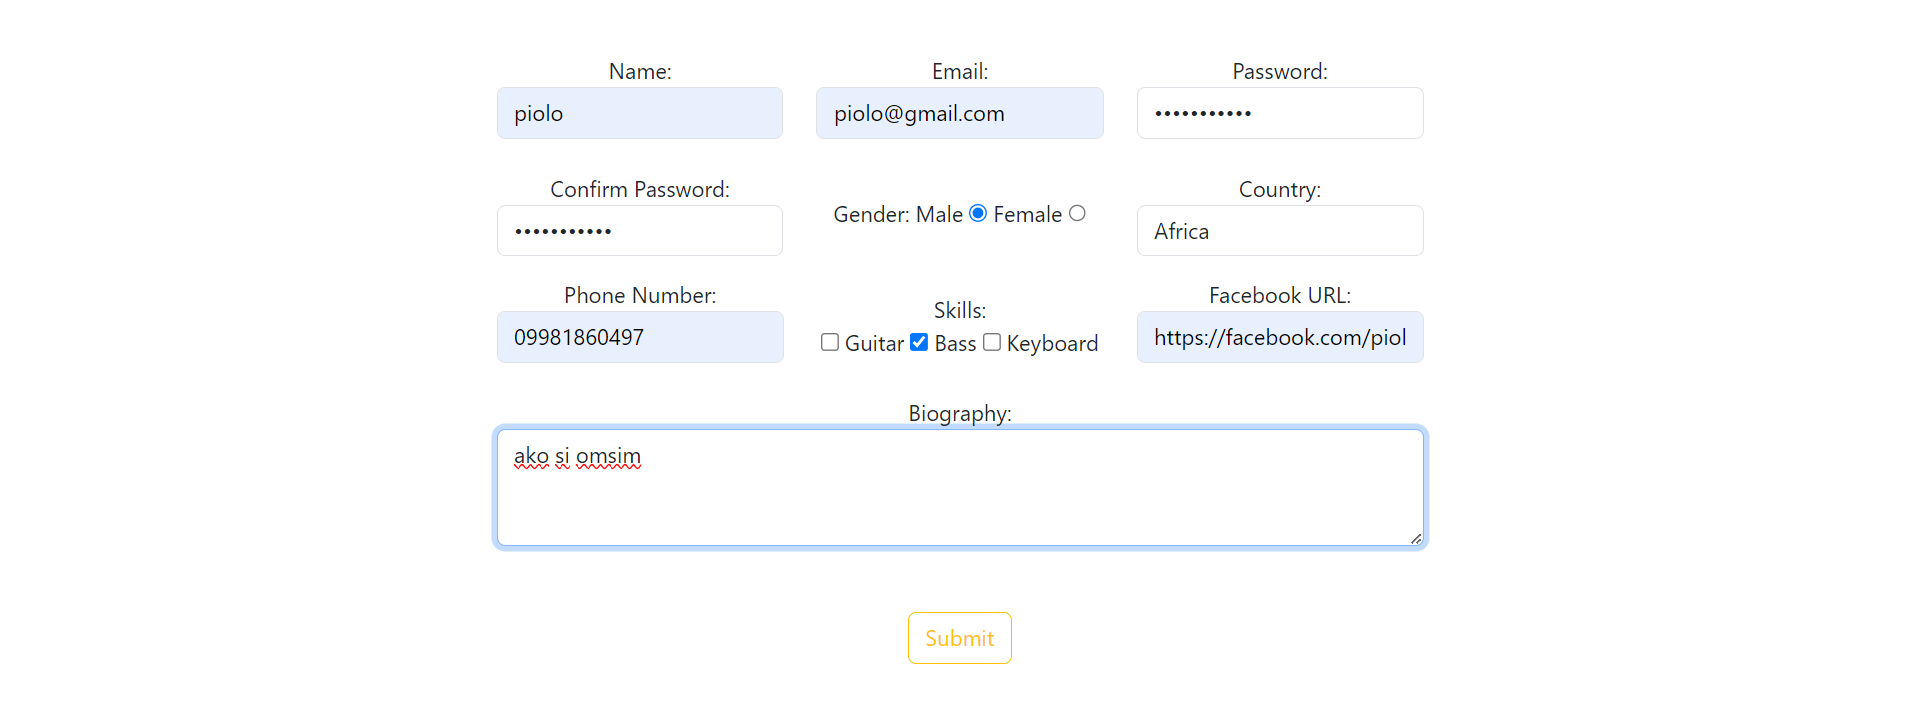 Name: Email: Password:
piolo piolo@gmail.com •••••••••••
Confirm Password: Gender: Male Female Country:
••••••••••• Africa
Phone Number: Skills: Facebook URL:
09981860497 Guitar Bass Keyboard https://facebook.com/piol
Biography:
ako si omsim
Submit